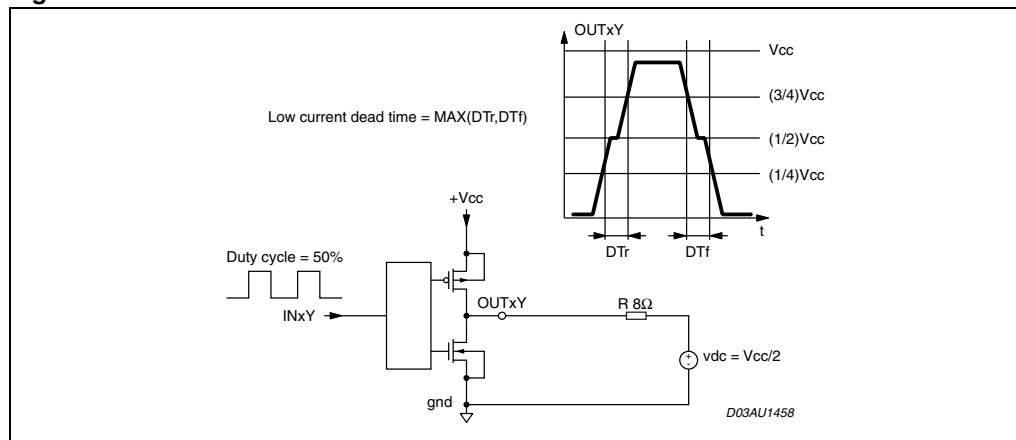 OUTxY
Vcc
(3/4)Vcc
Low current dead time = MAX(DTr,DTf)
(1/2)Vcc
(1/4)Vcc
t
DTr
DTf
+Vcc
Duty cycle = 50%
INxY
OUTxY
R 8Ω
+
-
vdc = Vcc/2
gnd
D03AU1458